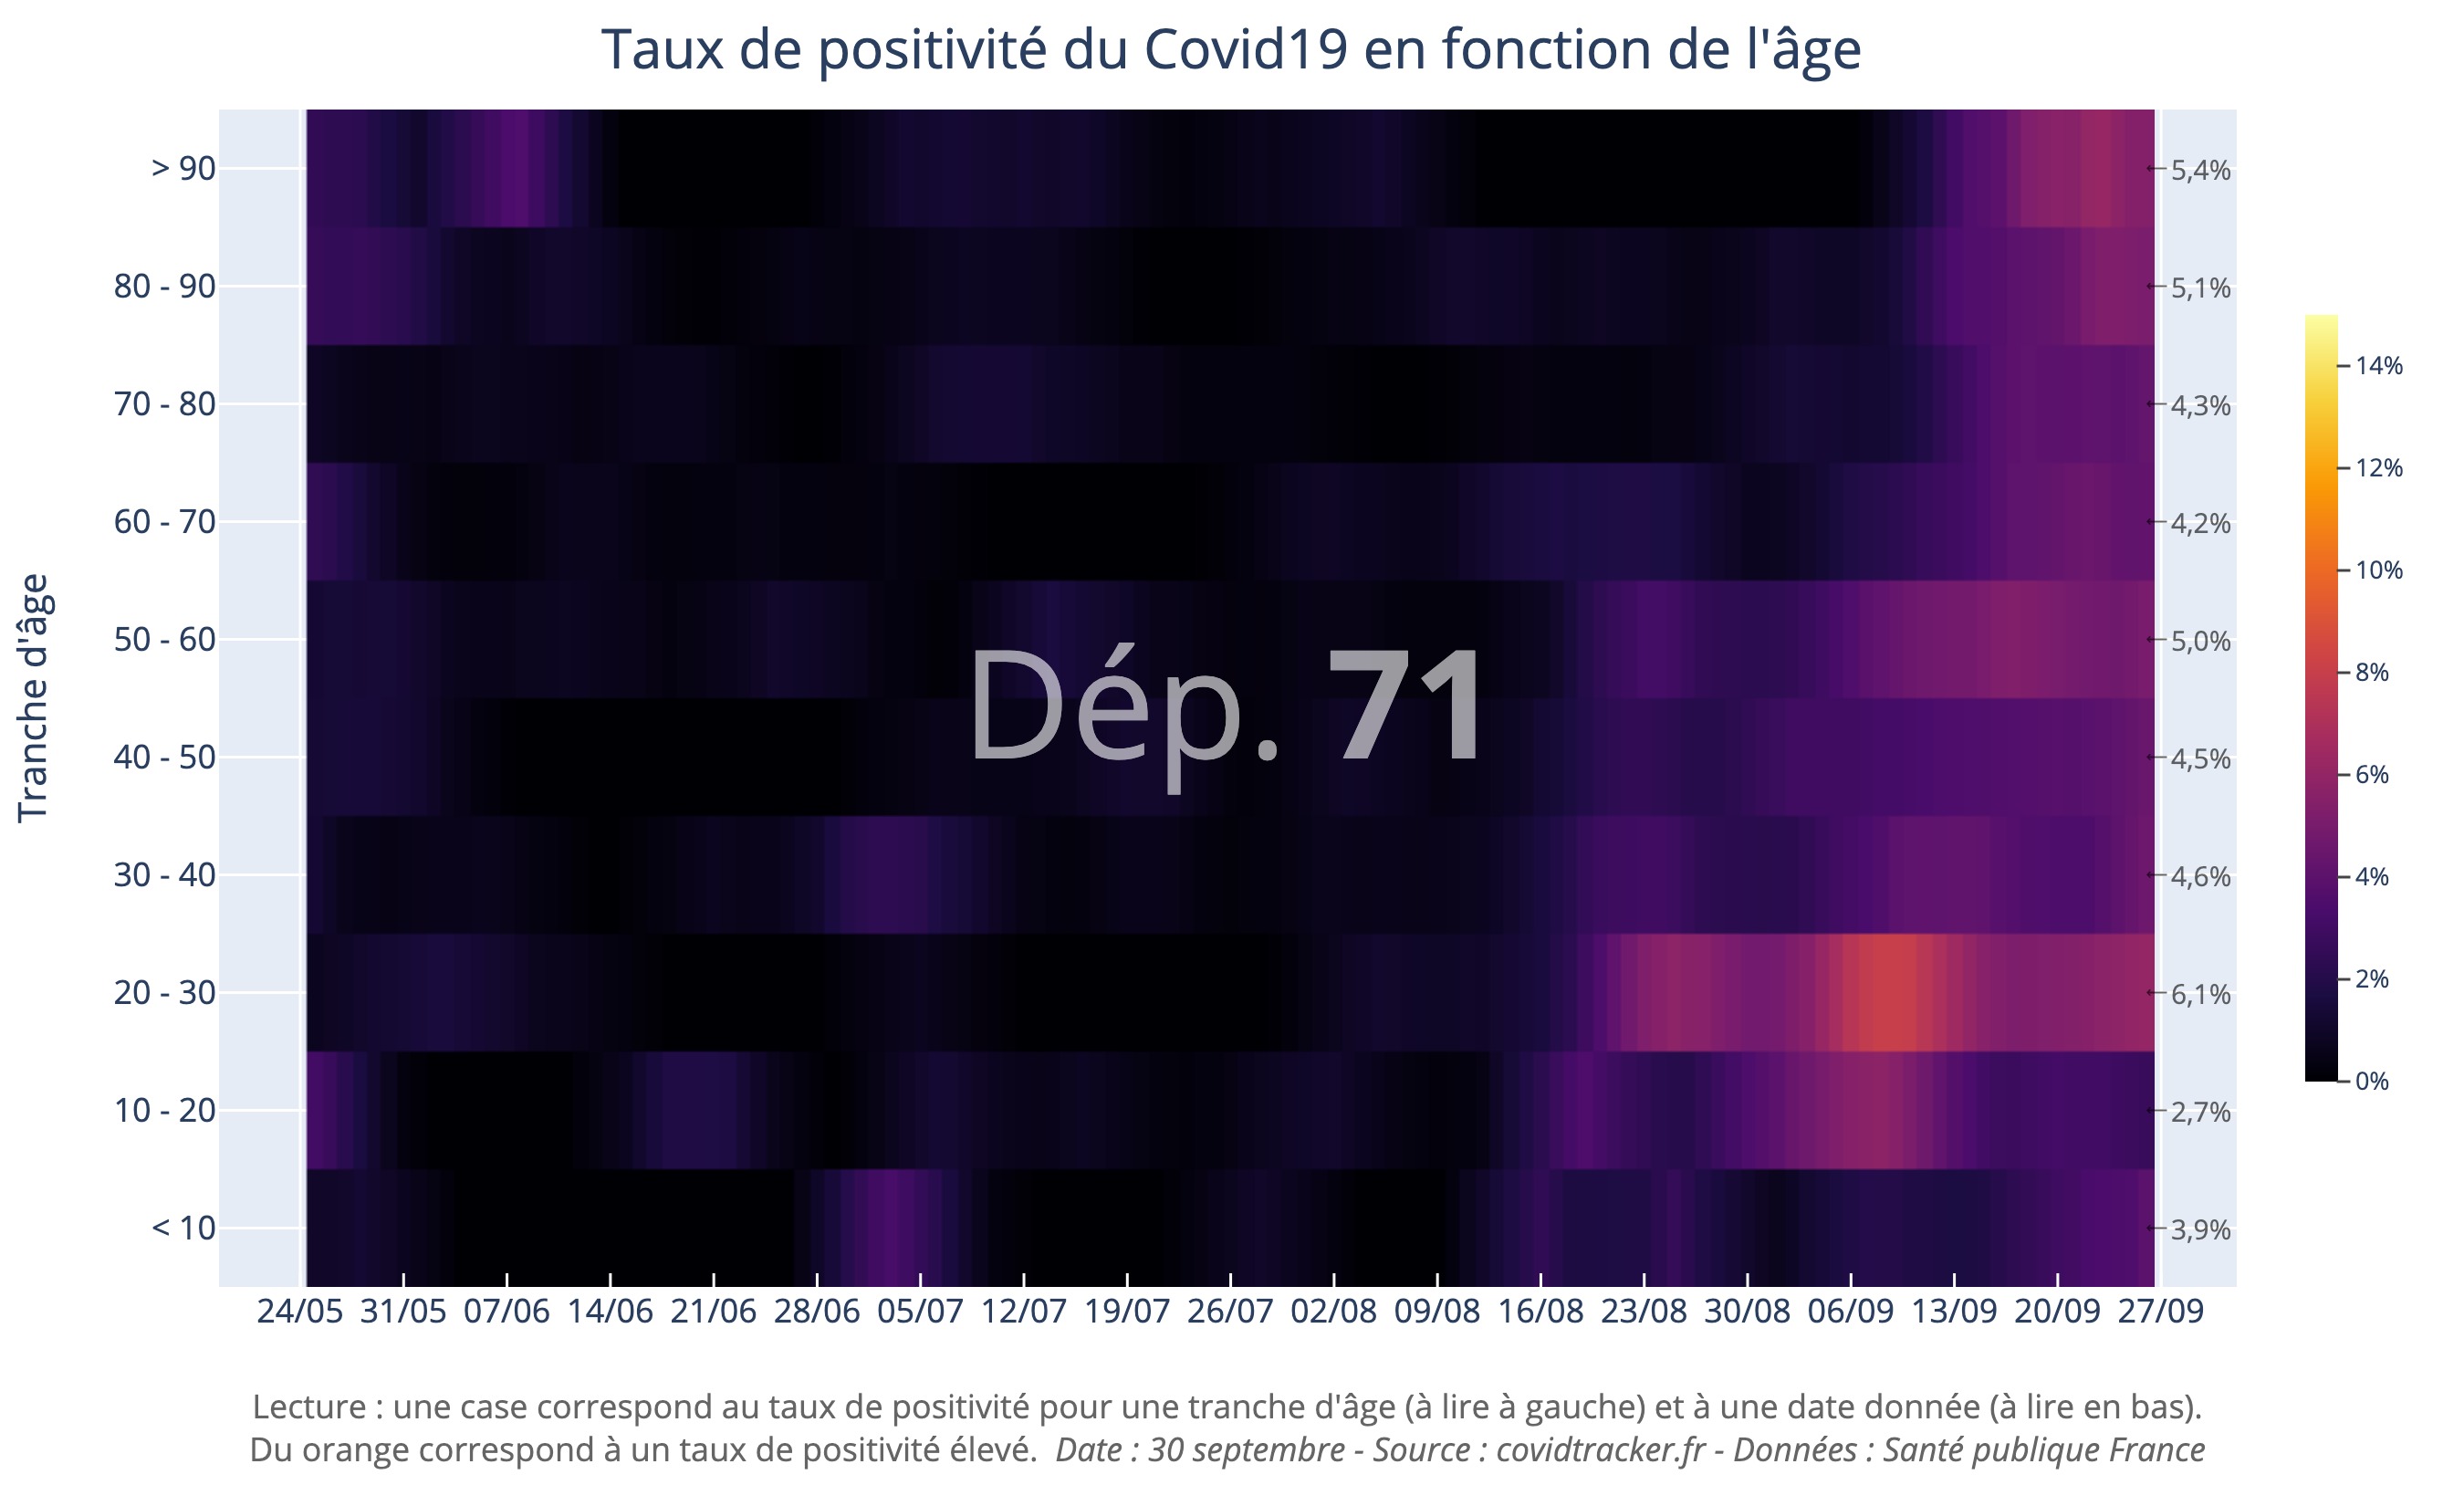 Taux de positivité du Covid19 en fonction de l'âge
Tranche d'âge
> 90
80 - 90
70 - 80
60 - 70
50 - 60
40 - 50
30 - 40
20 - 30
10 - 20
< 10
Dép. 71
5,4%
5,1%
4,3%
4,2%
5,0%
4,5%
4,6%
6,1%
2,7%
3,9%
14%
12%
10%
8%
6%
4%
2%
0%
24/05 31/05 07/06 14/06 21/06 28/06 05/07 12/07 19/07 26/07 02/08 09/08 16/08 23/08 30/08 06/09 13/09 20/09 27/09
Lecture : une case correspond au taux de positivité pour une tranche d'âge (à lire à gauche) et à une date donnée (à lire en bas).
Du orange correspond à un taux de positivité élevé. Date : 30 septembre - Source : covidtracker.fr - Données : Santé publique France